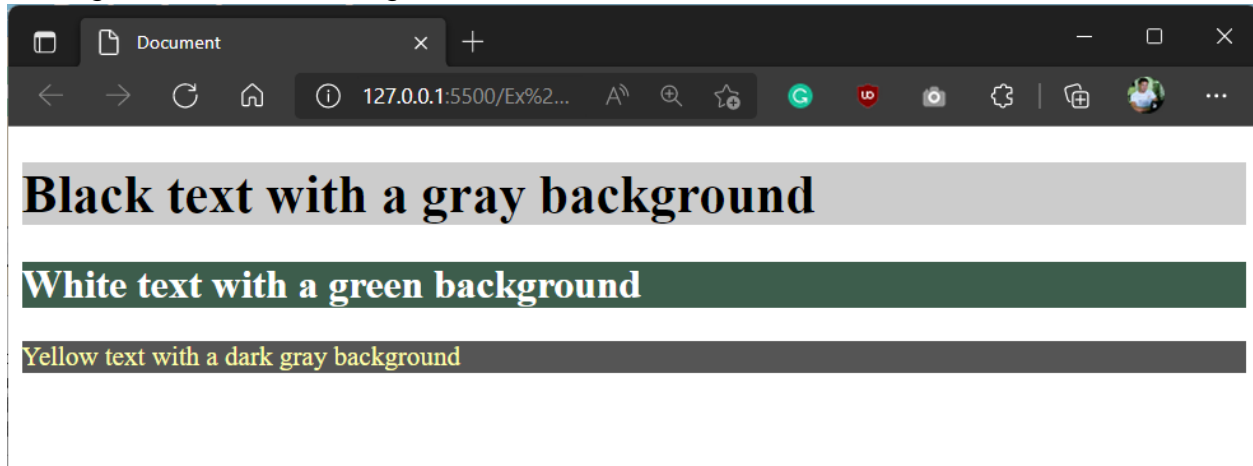 Document
127.0.0.1:5500/Ex%2...
Black text with a gray background
White text with a green background
Yellow text with a dark gray background